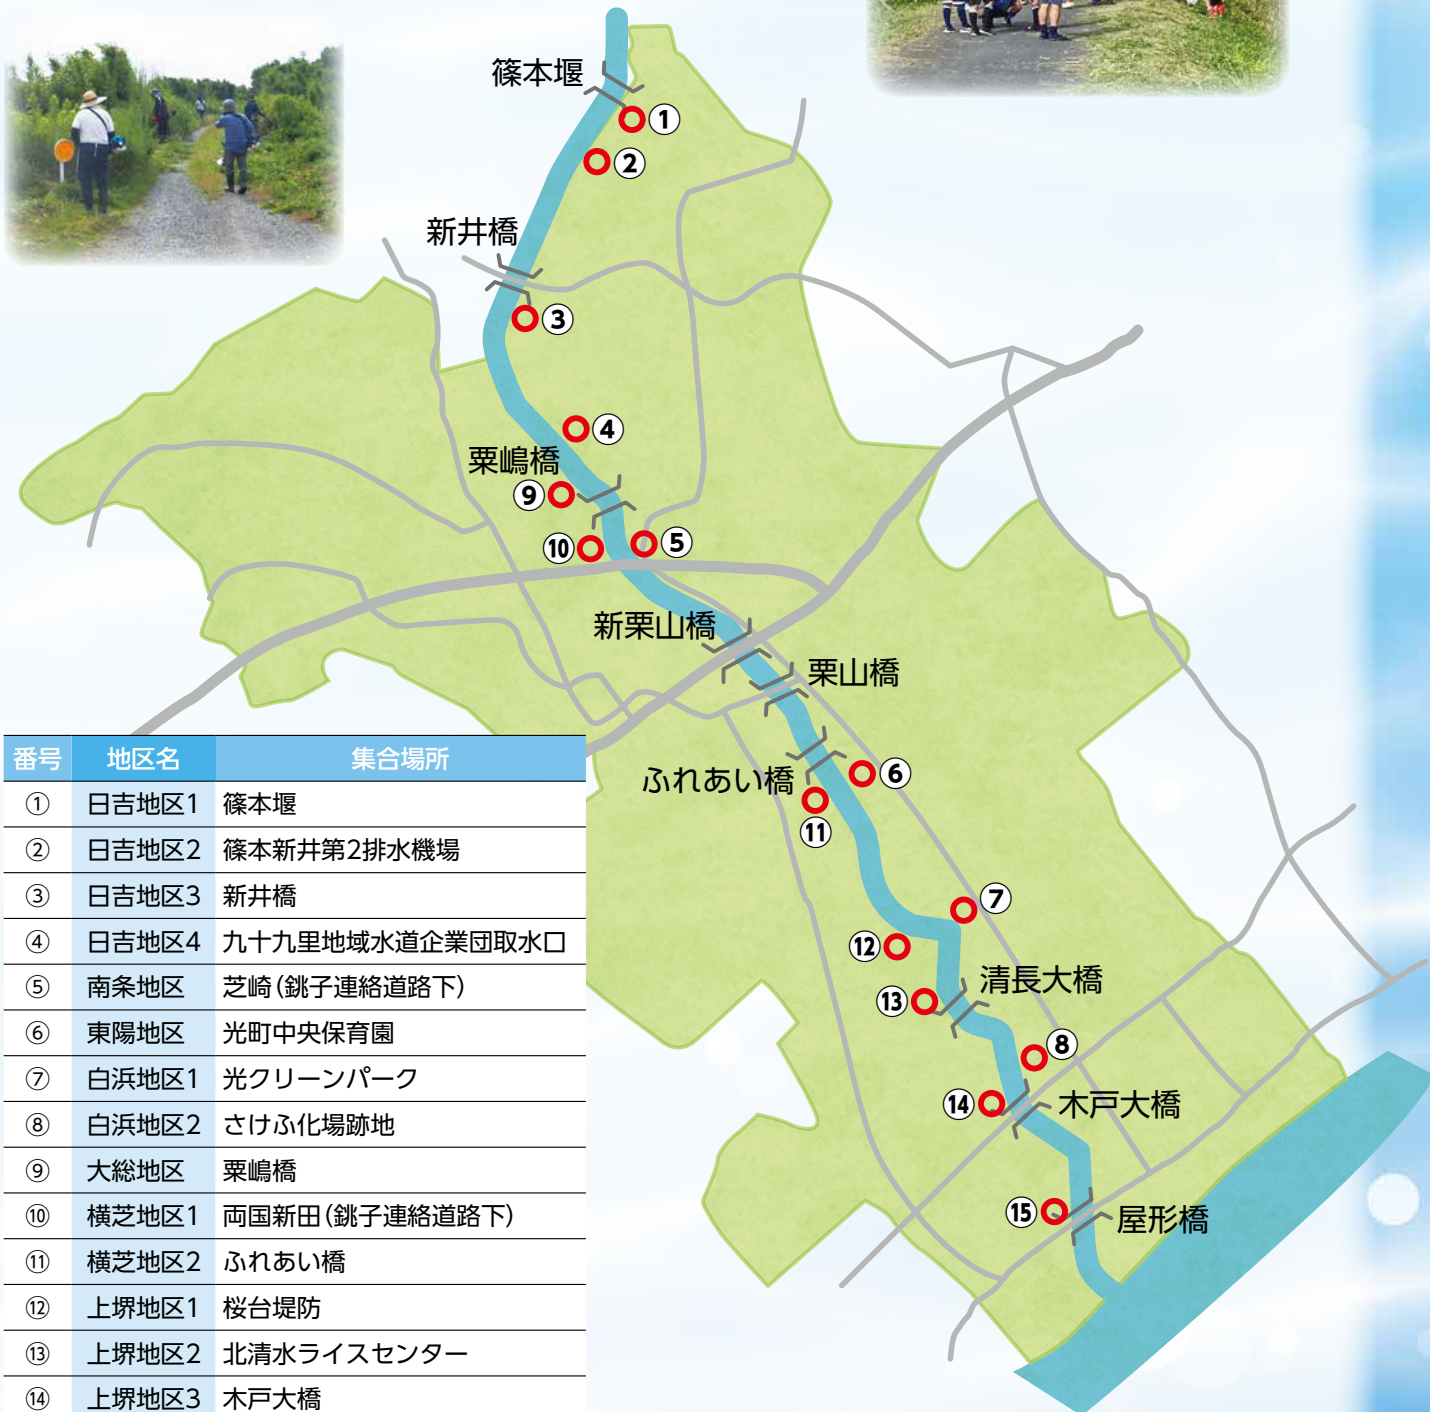 篠本堰
①
②
新井橋
③
④
粟嶋橋
⑨
⑩
⑤
新栗山橋
栗山橋
ふれあい橋
⑥
⑪
⑦
⑫
清長大橋
⑬
⑧
⑭
木戸大橋
⑮
屋形橋
番号 地区名 集合場所
① 日吉地区1 篠本堰
② 日吉地区2 篠本新井第2排水機場
③ 日吉地区3 新井橋
④ 日吉地区4 九十九里地域水道企業団取水口
⑤ 南条地区 芝崎(銚子連絡道路下)
⑥ 東陽地区 光町中央保育園
⑦ 白浜地区1 光クリーンパーク
⑧ 白浜地区2 さけふ化場跡地
⑨ 大総地区 粟嶋橋
⑩ 横芝地区1 両国新田(銚子連絡道路下)
⑪ 横芝地区2 ふれあい橋
⑫ 上堺地区1 桜台堤防
⑬ 上堺地区2 北清水ライスセンター
⑭ 上堺地区3 木戸大橋